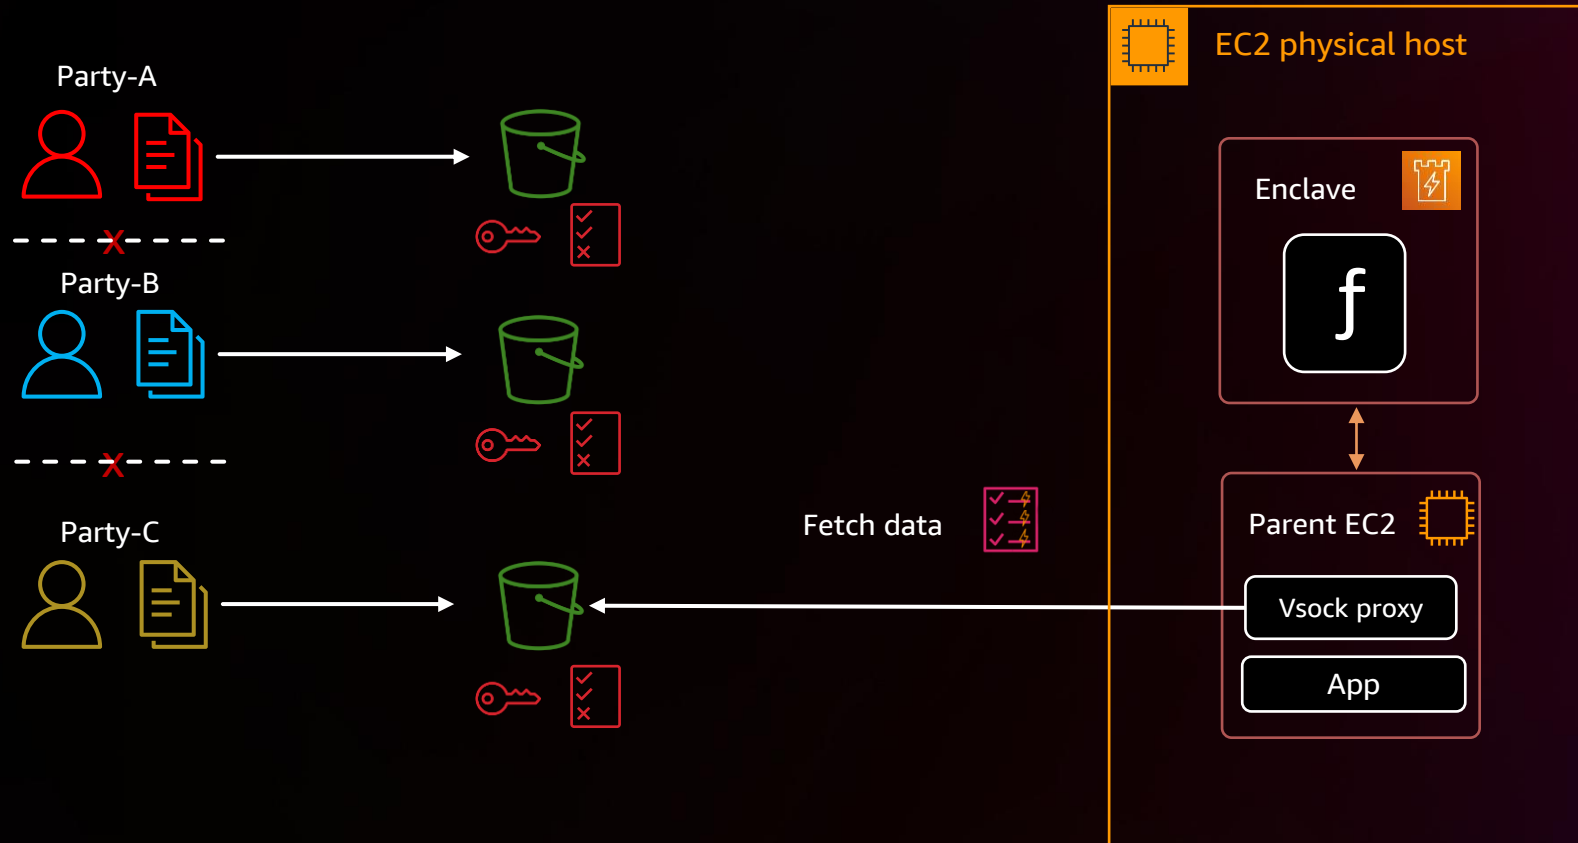 Party-A
EC2 physical host
Enclave
ƒ
X
Party-B
X
Party-C
Fetch data
Parent EC2
Vsock proxy
App